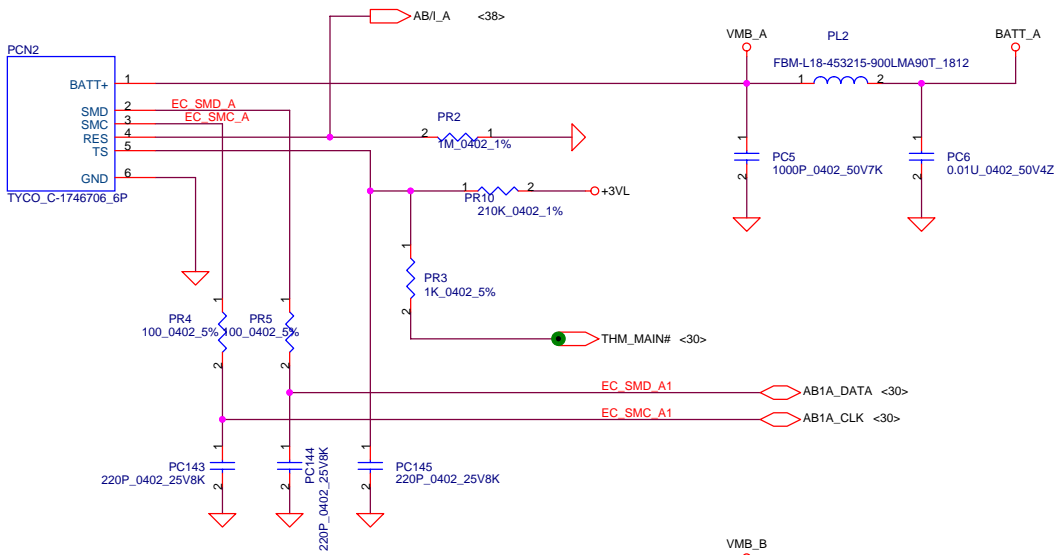 AB/I_A <38>
PCN2
VMB_A
PL2
BATT_A
FBM-L18-453215-900LMA90T_1812
BATT+ 1
1 2
SMD 2 EC_SMD_A
SMC 3 EC_SMC_A
RES 4
TS 5
GND 6
TYCO_C-1746706_6P
PR2
2 1
1M_0402_1%
1
PC5
1000P_0402_50V7K
2
1
PC6
0.01U_0402_50V4Z
2
1 2
PR10
210K_0402_1%
+3VL
1
PR3
1K_0402_5%
2
1
PR4
100_0402_5%
2
1
PR5
100_0402_5%
2
THM_MAIN# <30>
EC_SMD_A1
AB1A_DATA <30>
EC_SMC_A1
AB1A_CLK <30>
1
PC143
220P_0402_25V8K
2
1
PC144
220P_0402_25V8K
2
1
PC145
220P_0402_25V8K
2
VMB_B